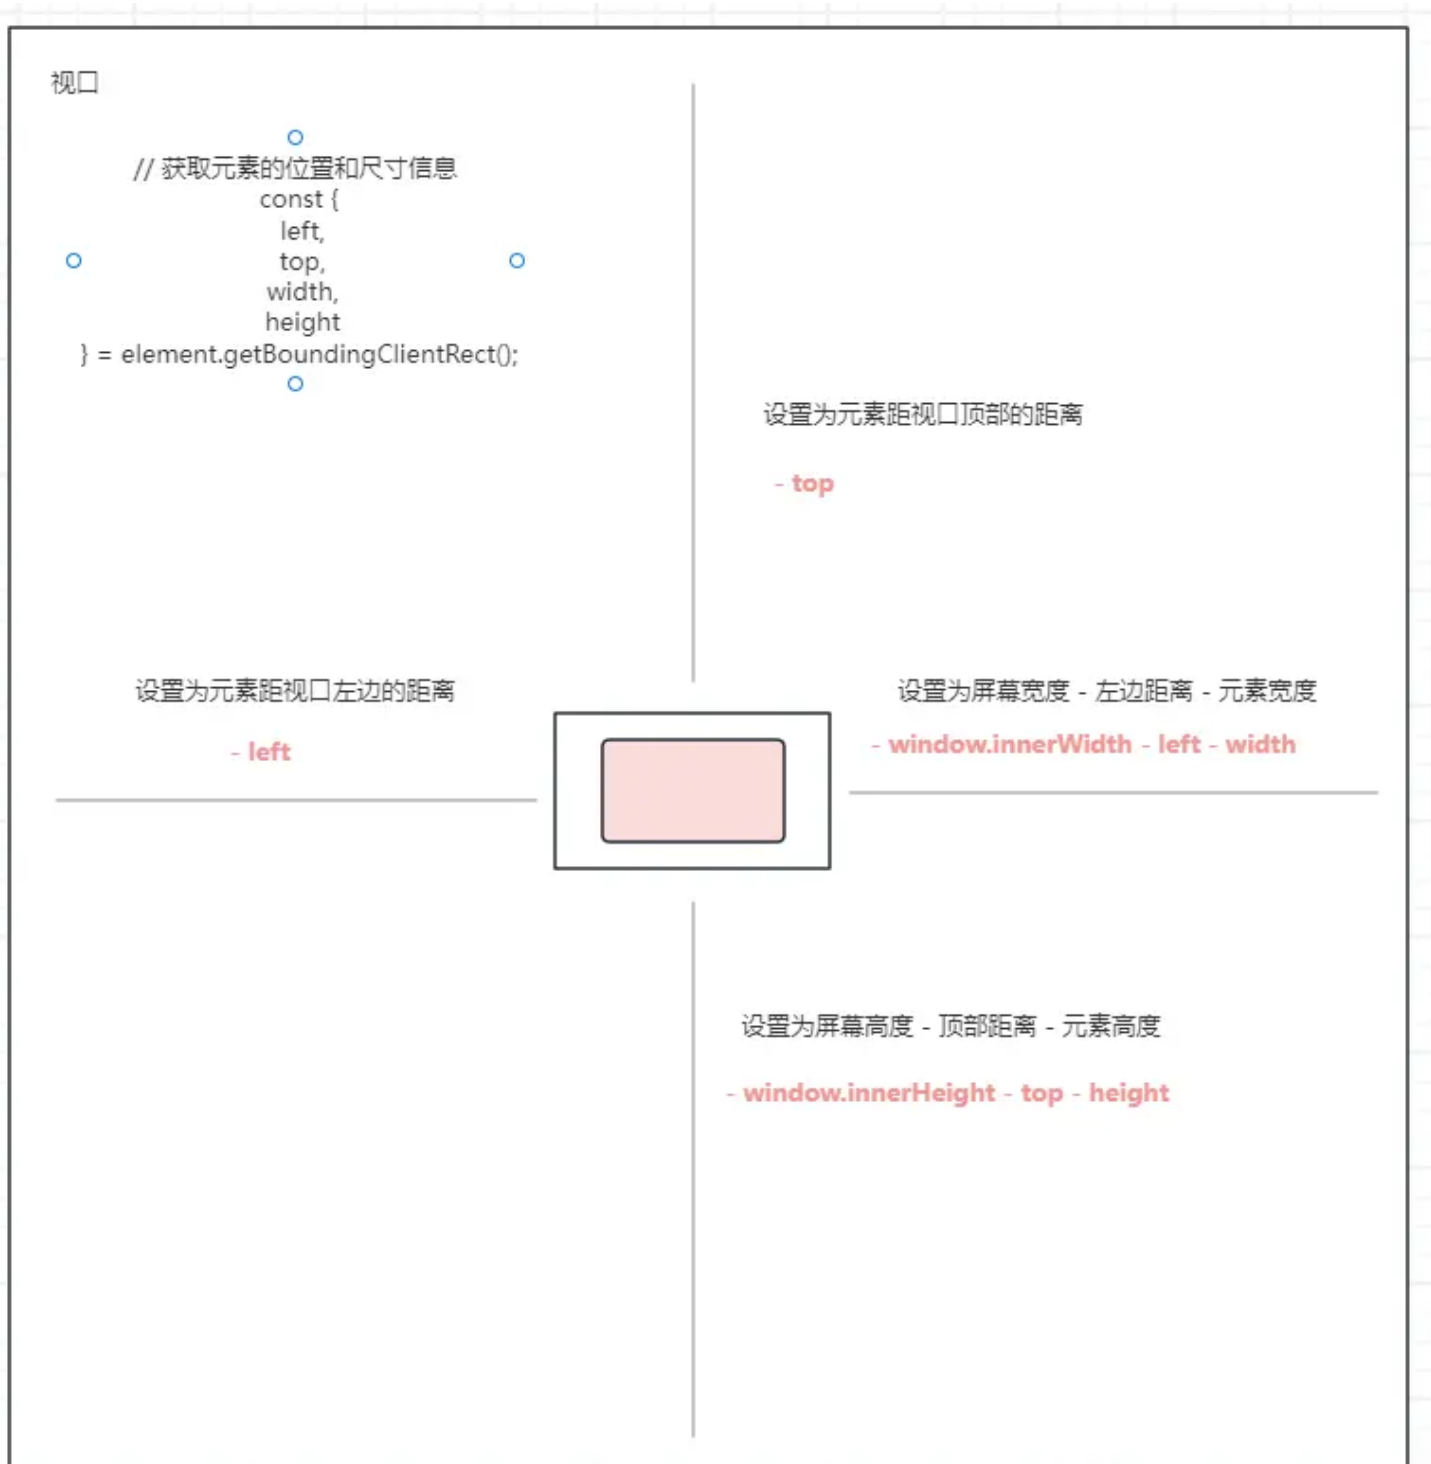 视口
// 获取元素的位置和尺寸信息
const {
left,
top,
width,
height
} = element.getBoundingClientRect();
设置为元素距视口顶部的距离
- top
设置为元素距视口左边的距离
- left
设置为屏幕宽度 - 左边距离 - 元素宽度
- window.innerWidth - left - width
设置为屏幕高度 - 顶部距离 - 元素高度
- window.innerHeight - top - height